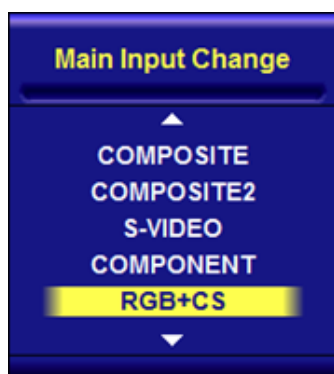 Main Input Change
COMPOSITE
COMPOSITE2
S-VIDEO
COMPONENT
RGB+CS